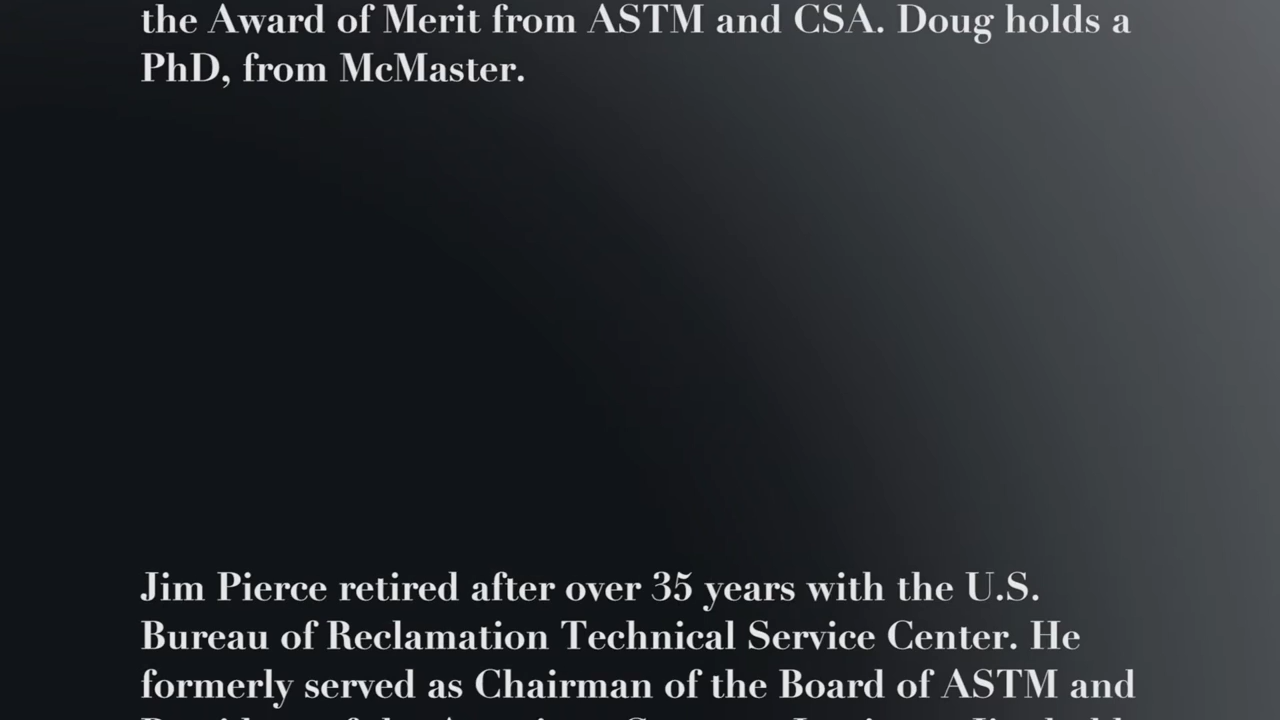 the Award of Merit from ASTM and CSA. Doug holds a
PhD, from McMaster.
Jim Pierce retired after over 35 years with the U.S.
Bureau of Reclamation Technical Service Center. He
formerly served as Chairman of the Board of ASTM and